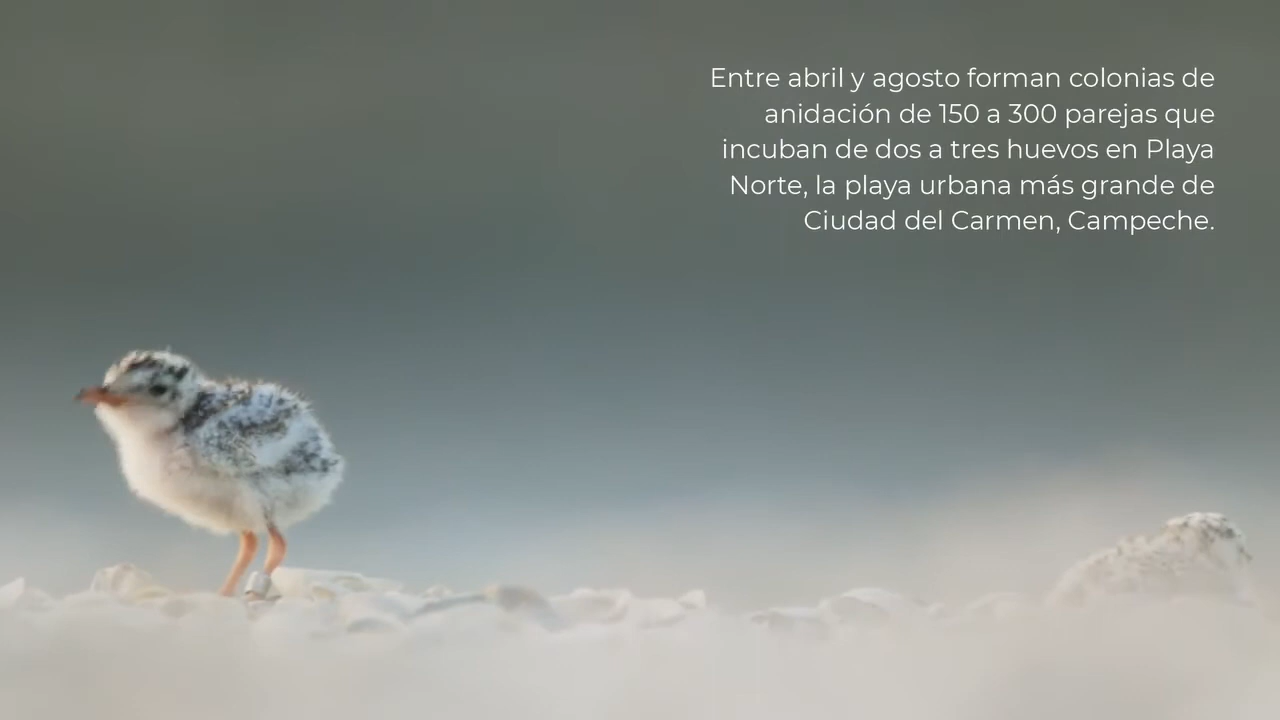 Entre abril y agosto forman colonias de
anidación de 150 a 300 parejas que
incuban de dos a tres huevos en Playa
Norte, la playa urbana más grande de
Ciudad del Carmen, Campeche.